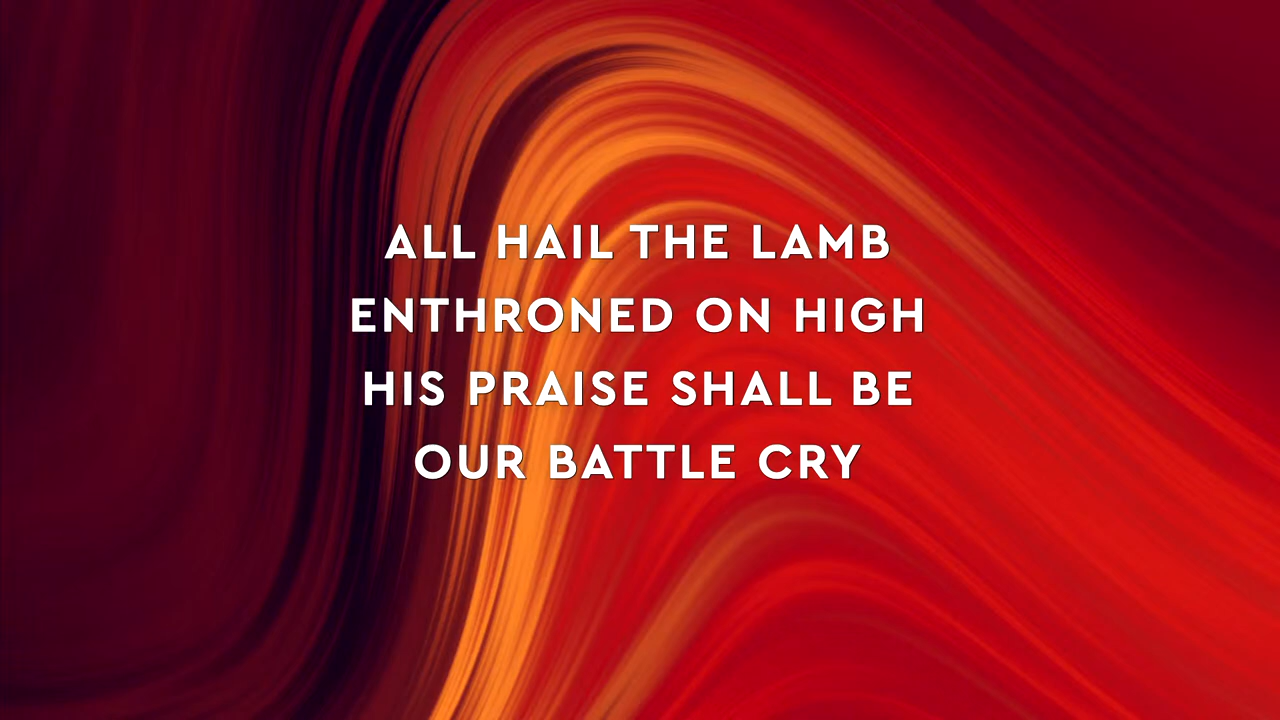 ALL HAIL THE LAMB
ENTHRONED ON HIGH
HIS PRAISE SHALL BE
OUR BATTLE CRY